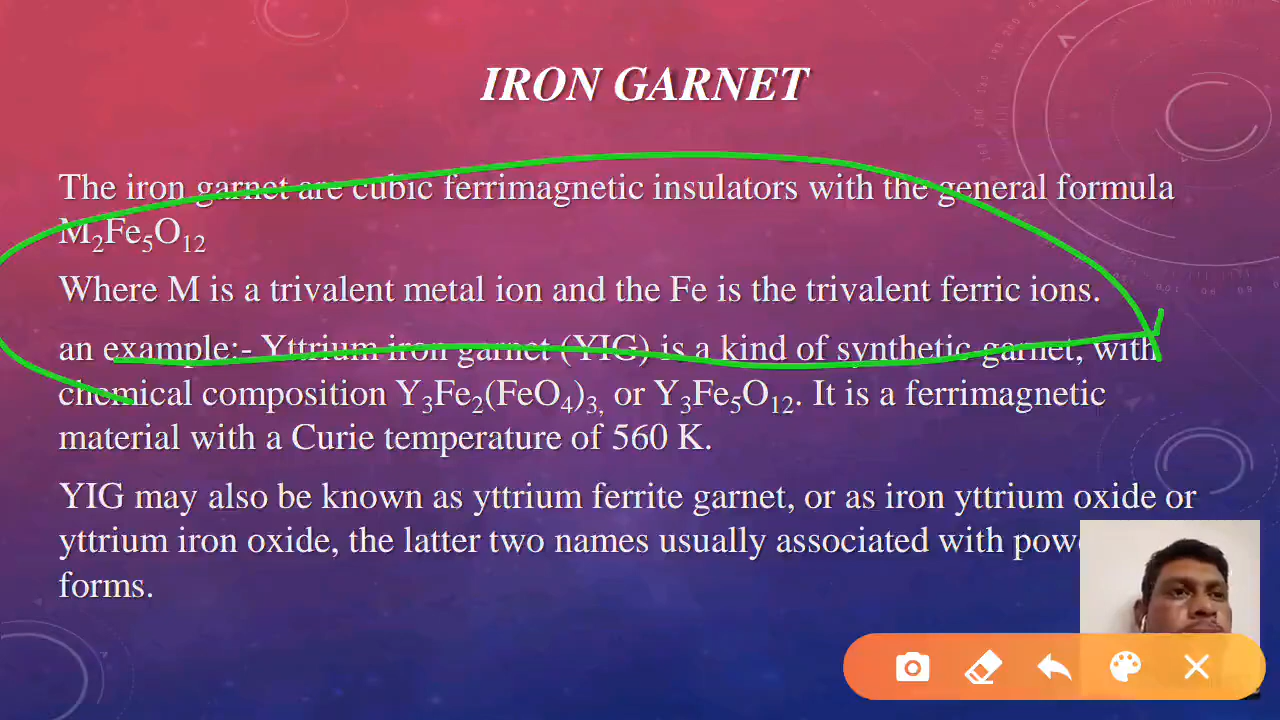 IRON GARNET
The iron garnet are cubic ferrimagnetic insulators with the general formula
M₂Fe₅O₁₂
Where M is a trivalent metal ion and the Fe is the trivalent ferric ions.
an example:- Yttrium iron garnet (YIG) is a kind of synthetic garnet, with
chemical composition Y₃Fe₂(FeO₄)₃, or Y₃Fe₅O₁₂. It is a ferrimagnetic
material with a Curie temperature of 560 K.
YIG may also be known as yttrium ferrite garnet, or as iron yttrium oxide or
yttrium iron oxide, the latter two names usually associated with
forms.